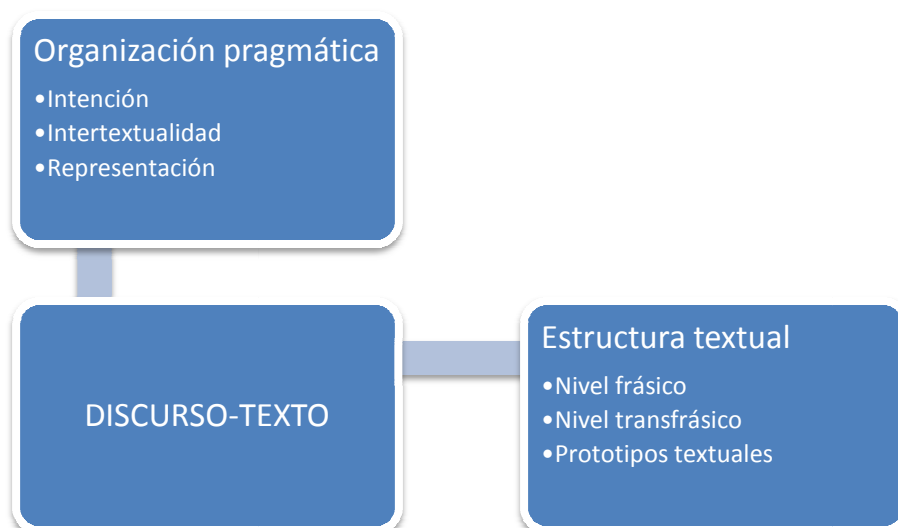 Organización pragmática
•Intención
•Intertextualidad
•Representación
DISCURSO-TEXTO
Estructura textual
•Nivel frásico
•Nivel transfrásico
•Prototipos textuales